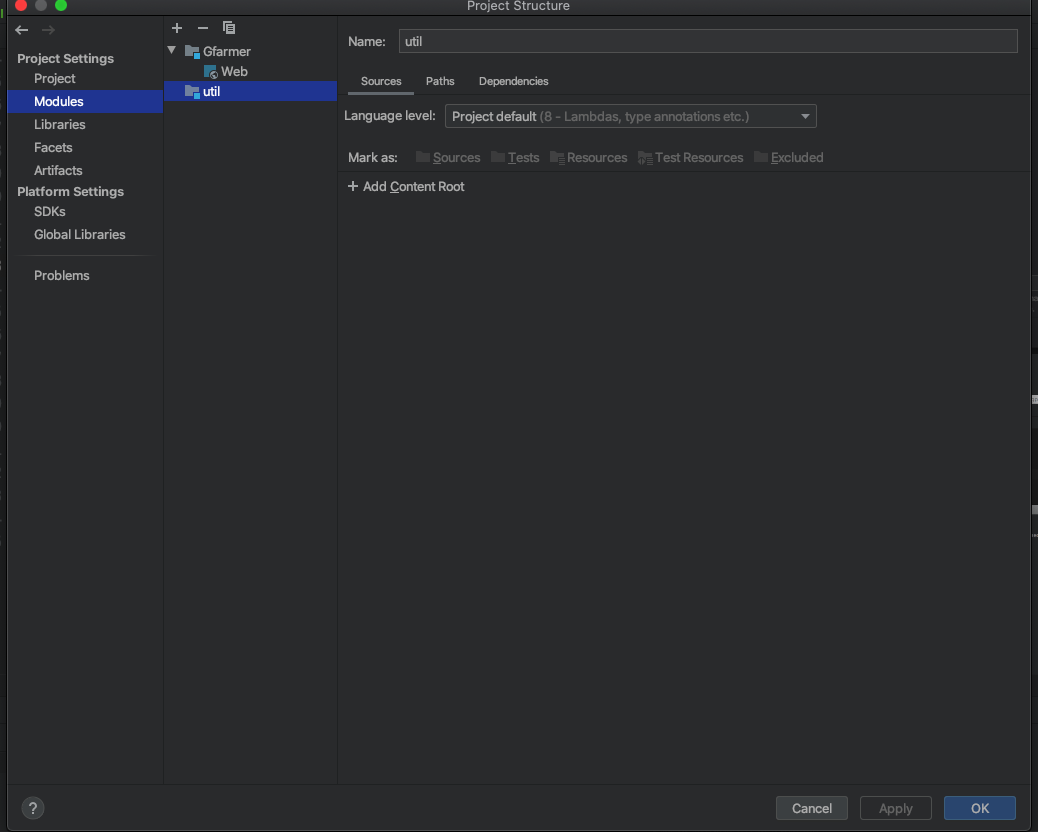 Project Structure
Project Settings
Project
Modules
Libraries
Facets
Artifacts
Platform Settings
SDKs
Global Libraries
Problems
Gfarmer
Web
util
Name: util
Sources Paths Dependencies
Language level: Project default (8 - Lambdas, type annotations etc.)
Mark as: Sources Tests Resources Test Resources Excluded
+ Add Content Root
? Cancel Apply OK